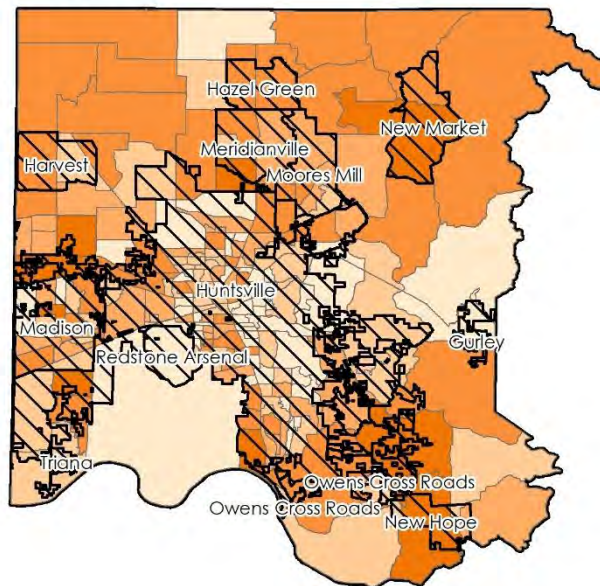 Hazel Green
New Market
Meridianville
Harvest
Moores Mill
Huntsville
Madison
Gurley
Redstone Arsenal
Triana
Owens Cross Roads
Owens Cross Roads
New Hope